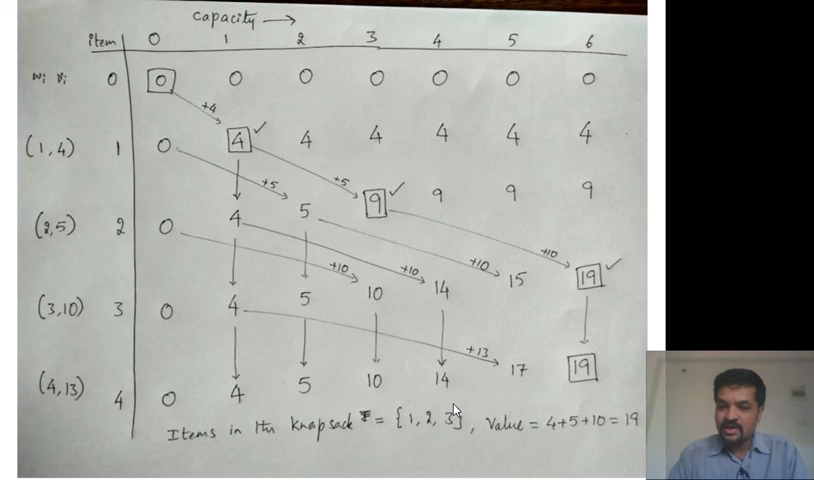 Capacity →
item 0 1 2 3 4 5 6
wi vi 0 0 0 0 0 0 0 0
+4
(1,4) 1 0 4 ✓ 4 4 4 4 4
+5 +5
(2,5) 2 0 4 5 9 ✓ 9 9 9
+10 +10 +10 +10
(3,10) 3 0 4 5 10 14 15 19 ✓
+13
(4,13) 4 0 4 5 10 14 17 19
Items in the knapsack = {1, 2, 3}, Value = 4+5+10 = 19